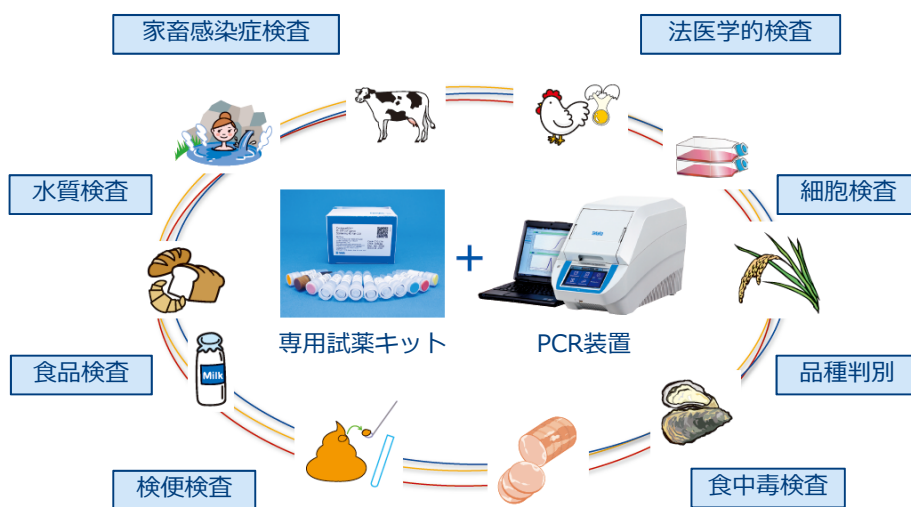 家畜感染症検査
法医学的検査
水質検査
細胞検査
専用試薬キット
+
PCR装置
食品検査
Milk
品種判別
検便検査
食中毒検査